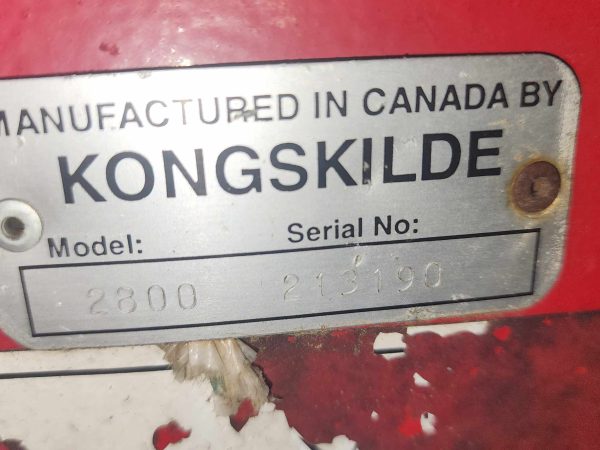 MANUFACTURED IN CANADA BY
KONGSKILDE
Model: Serial No:
2800 213190